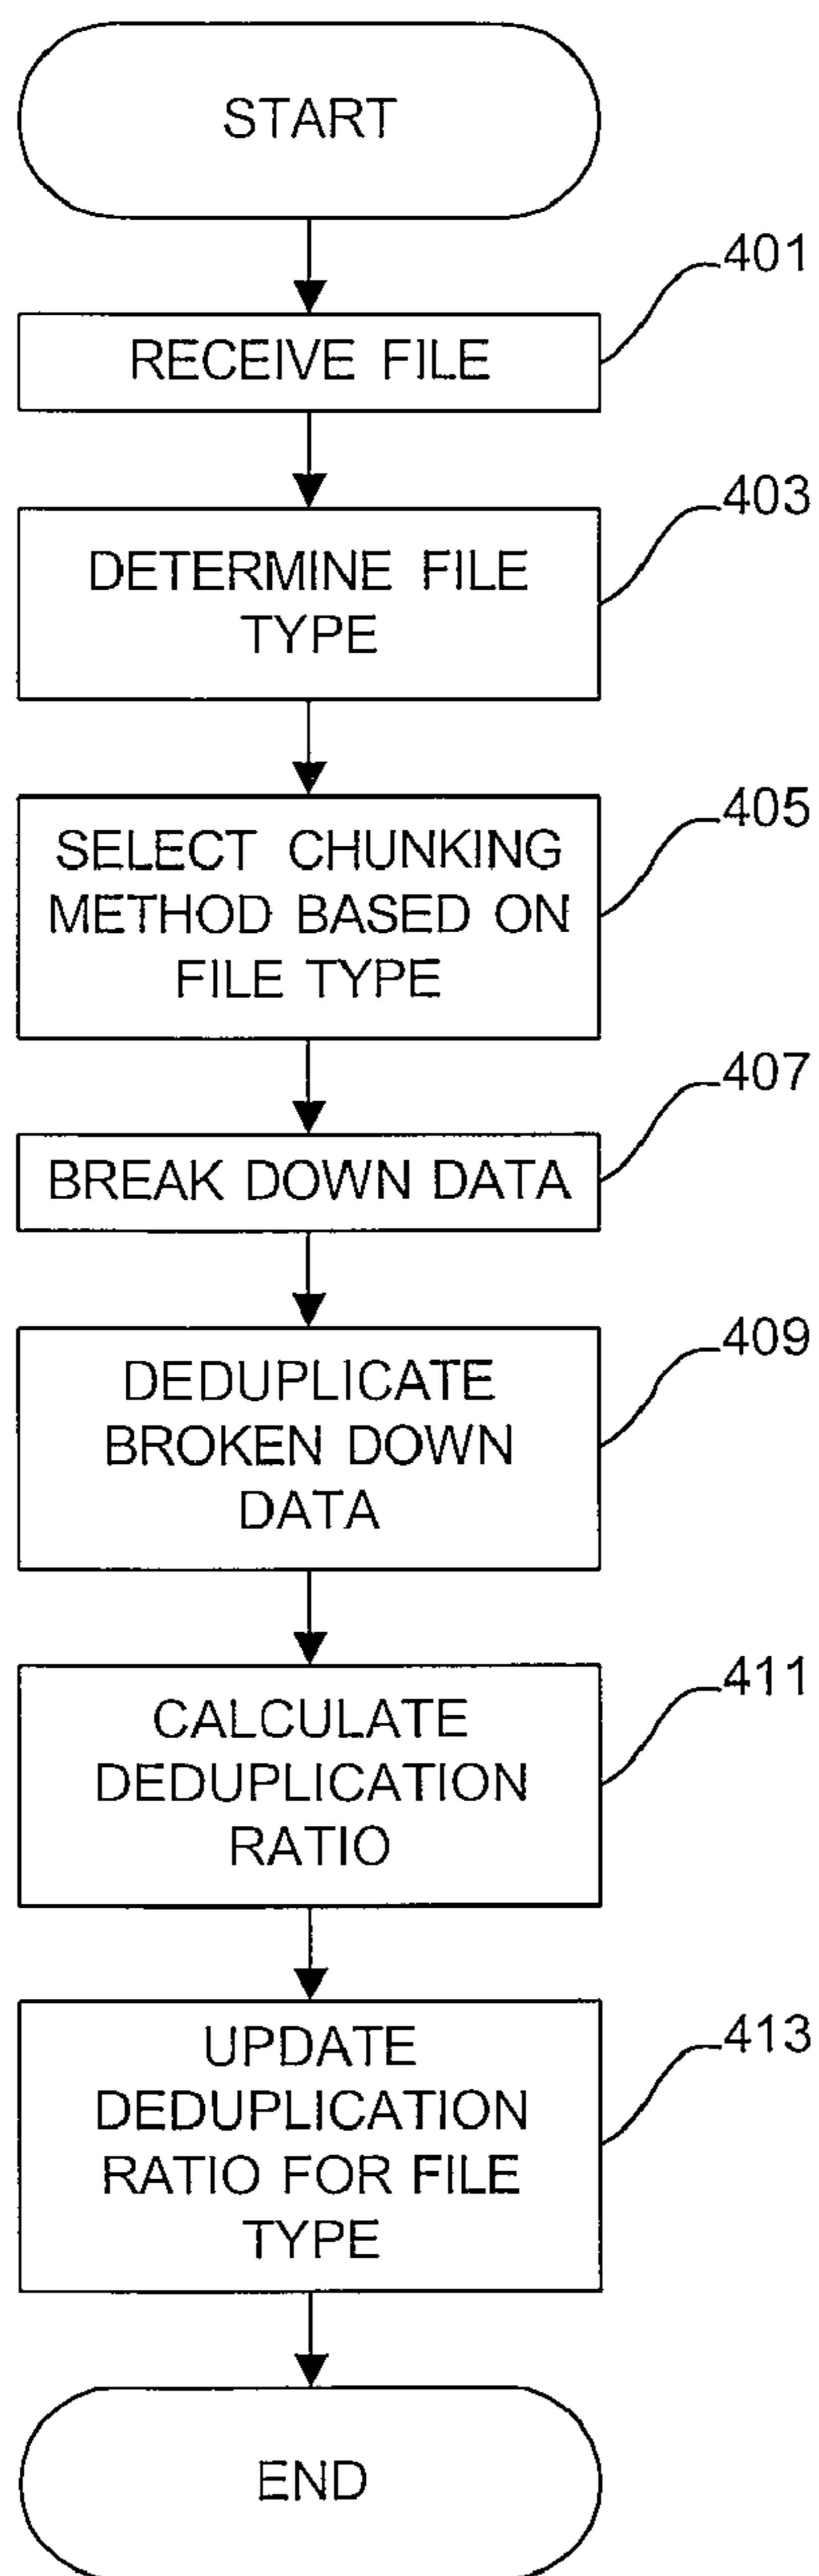 START
401
RECEIVE FILE
403
DETERMINE FILE
TYPE
405
SELECT CHUNKING
METHOD BASED ON
FILE TYPE
407
BREAK DOWN DATA
409
DEDUPLICATE
BROKEN DOWN
DATA
411
CALCULATE
DEDUPLICATION
RATIO
413
UPDATE
DEDUPLICATION
RATIO FOR FILE
TYPE
END